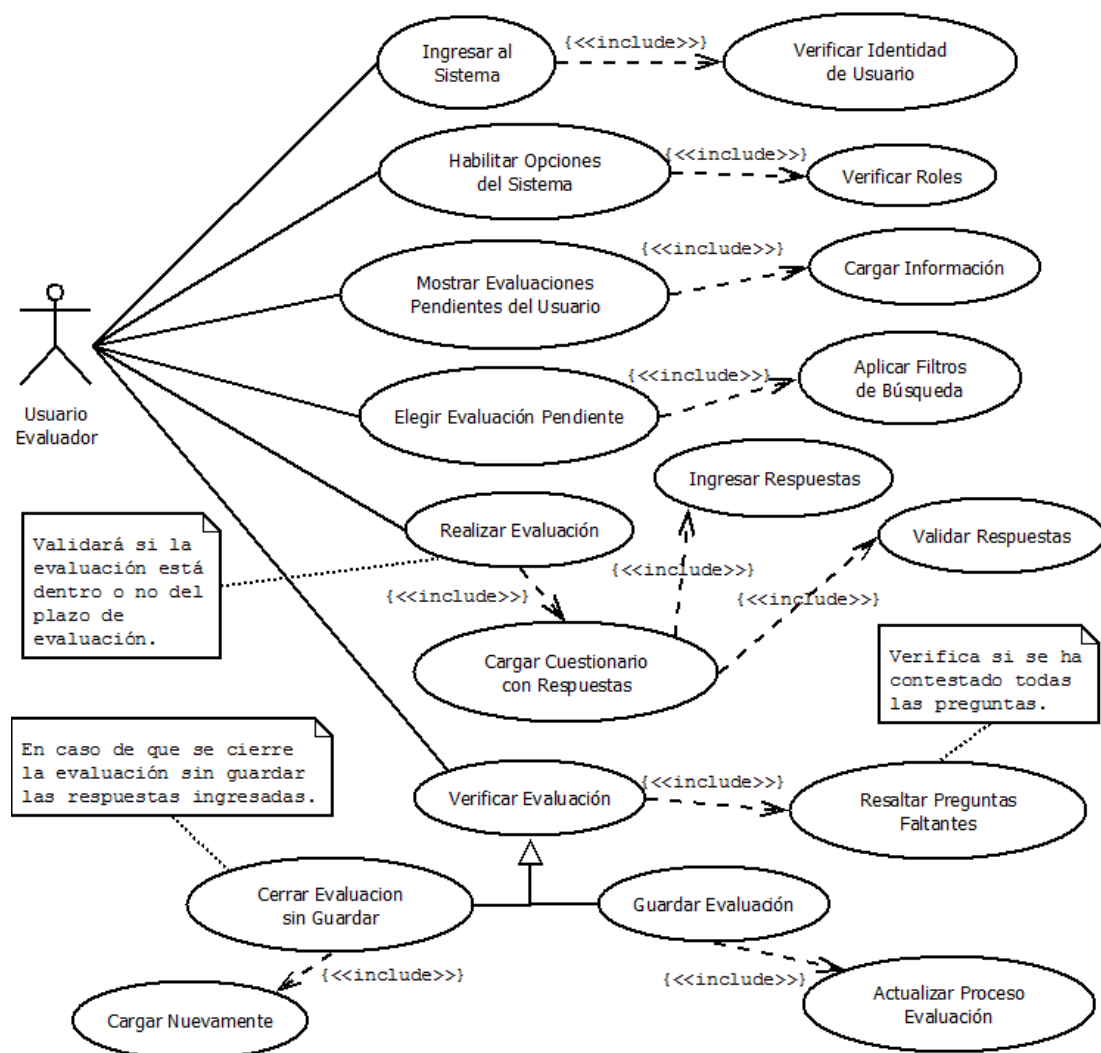 Ingresar al
Sistema
{<<include>>}
Verificar Identidad
de Usuario
Habilitar Opciones
del Sistema
{<<include>>}
Verificar Roles
Mostrar Evaluaciones
Pendientes del Usuario
{<<include>>}
Cargar Información
Usuario
Evaluador
Elegir Evaluación Pendiente
{<<include>>}
Aplicar Filtros
de Búsqueda
Ingresar Respuestas
Realizar Evaluación
Validar Respuestas
Validará si la
evaluación está
dentro o no del
plazo de
evaluación.
{<<include>>}
{<<include>>}
{<<include>>}
Cargar Cuestionario
con Respuestas
Verifica si se ha
contestado todas
las preguntas.
En caso de que se cierre
la evaluación sin guardar
las respuestas ingresadas.
Verificar Evaluación
{<<include>>}
Resaltar Preguntas
Faltantes
Cerrar Evaluacion
sin Guardar
Guardar Evaluación
{<<include>>}
{<<include>>}
Cargar Nuevamente
Actualizar Proceso
Evaluación